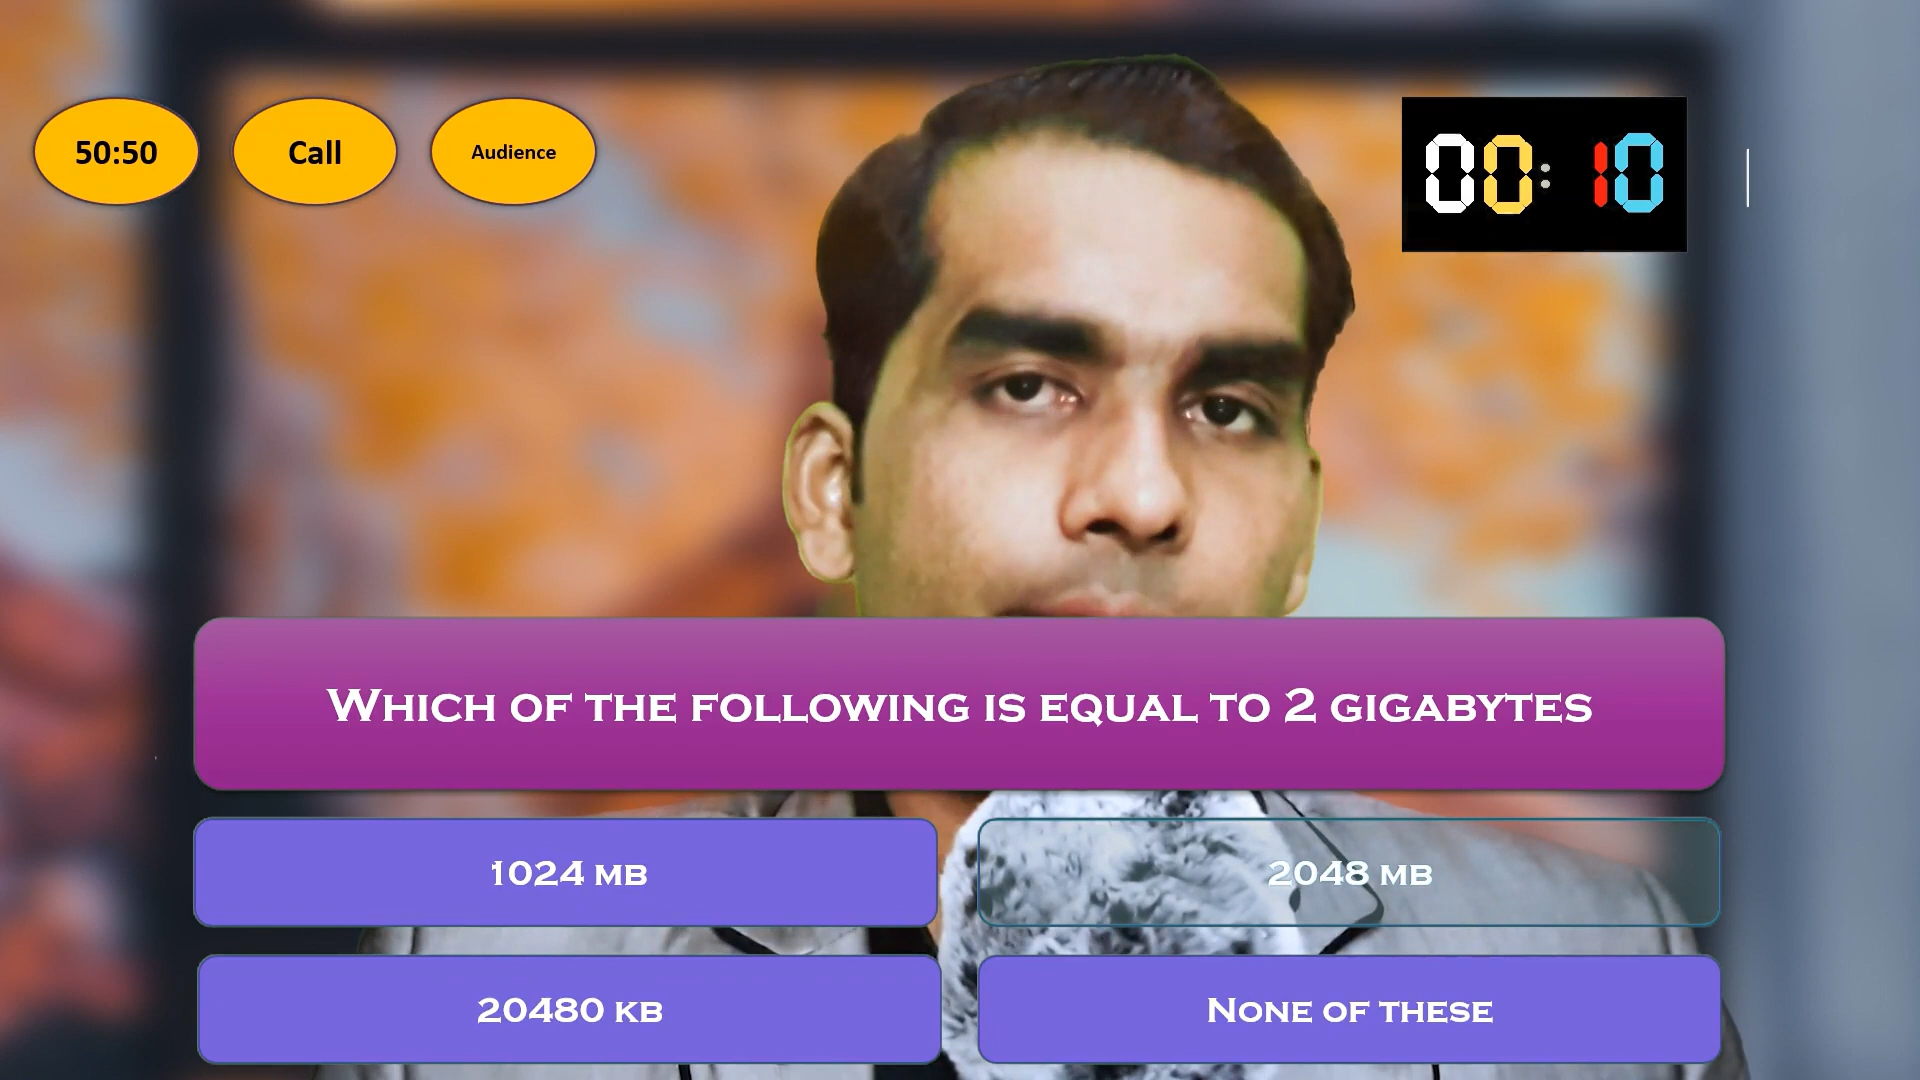 50:50 Call Audience
00:10
Which of the following is equal to 2 gigabytes
1024 mb
2048 mb
20480 kb
None of these